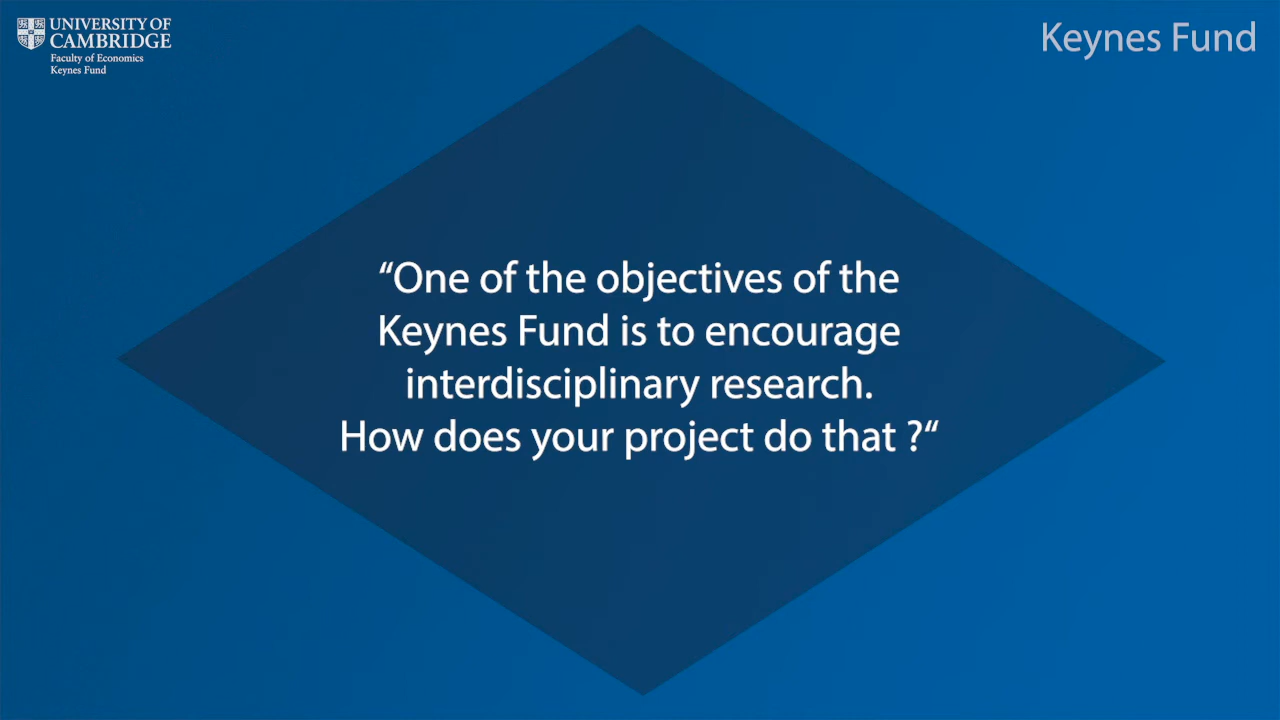 UNIVERSITY OF
CAMBRIDGE
Faculty of Economics
Keynes Fund
Keynes Fund
“One of the objectives of the
Keynes Fund is to encourage
interdisciplinary research.
How does your project do that ?“